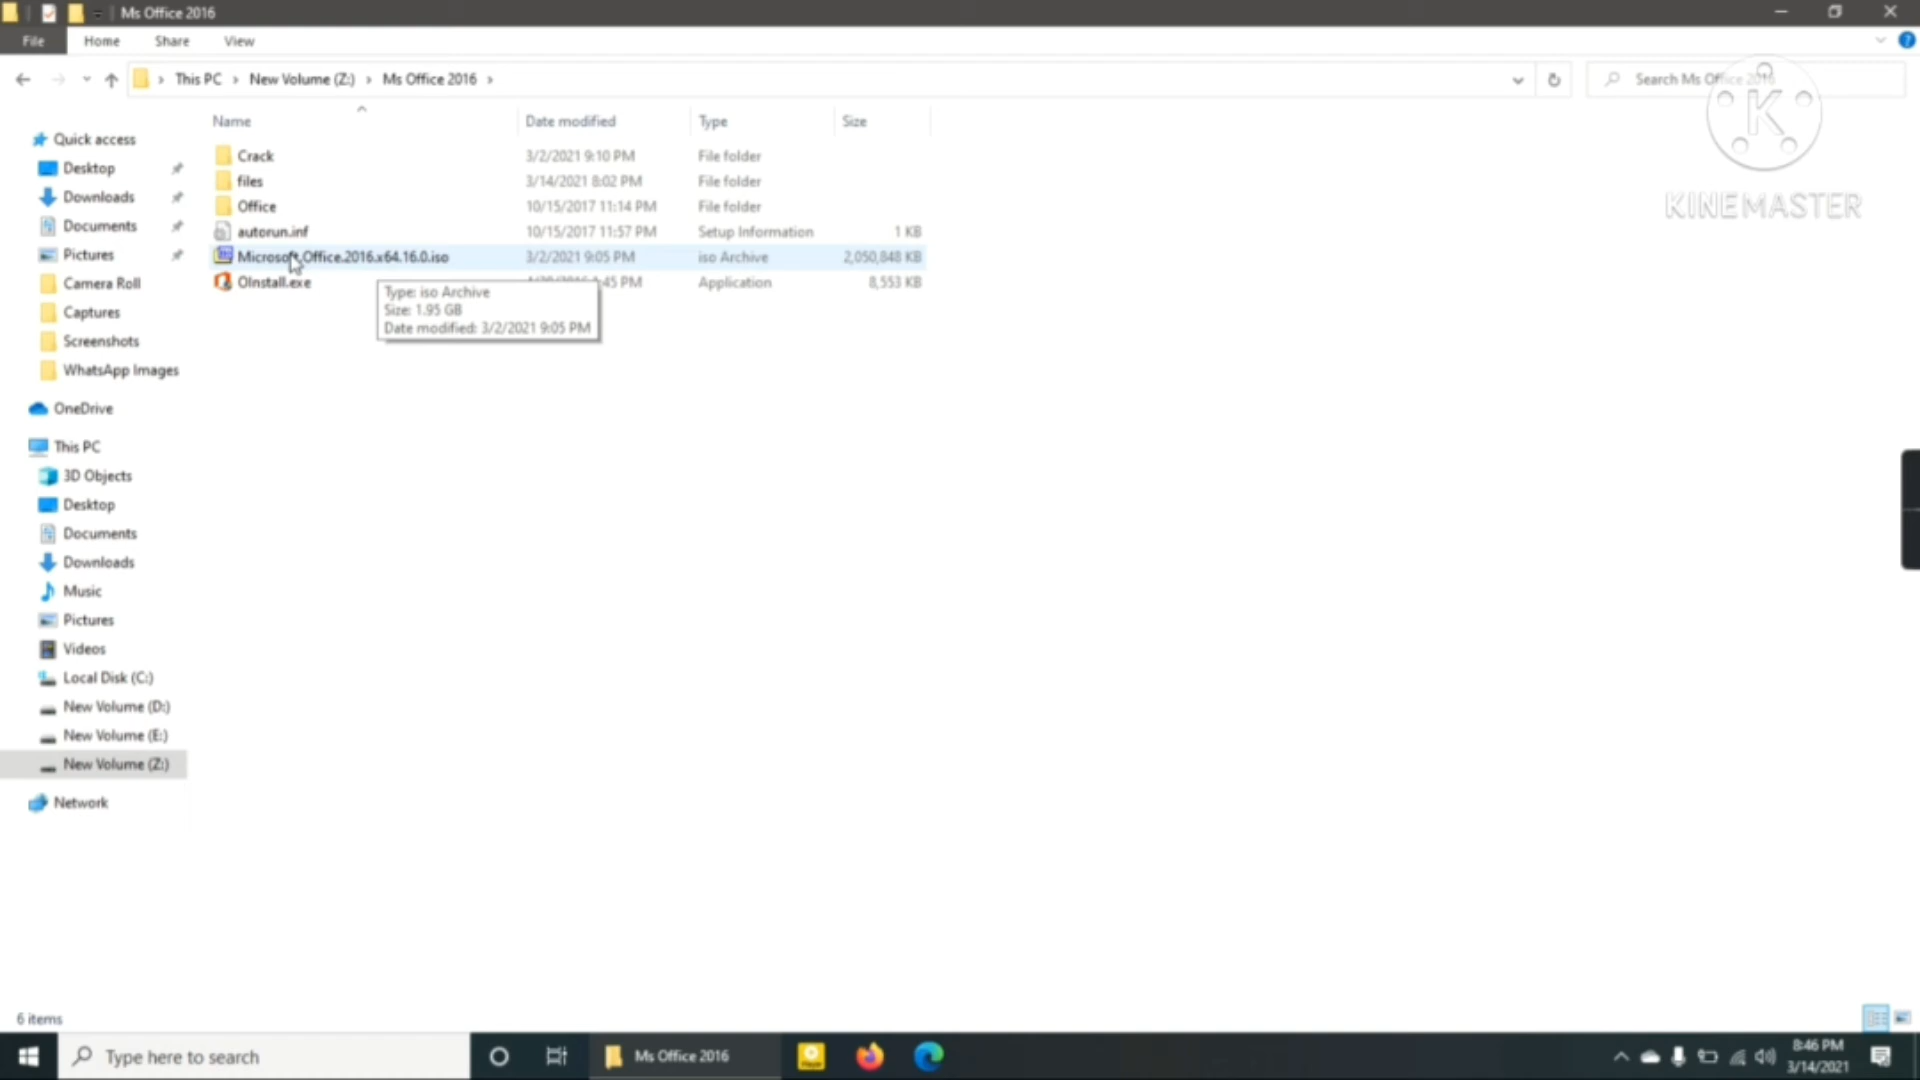 Ms Office 2016
File Home Share View
This PC New Volume (Z:) Ms Office 2016
Search Ms Office 2016
K
KINEMASTER
Name Date modified Type Size
Crack 3/2/2021 9:10 PM File folder
files 3/14/2021 8:02 PM File folder
Office 10/15/2017 11:14 PM File folder
autorun.inf 10/15/2017 11:57 PM Setup Information 1 KB
Microsoft.Office.2016.x64.16.0.iso 3/2/2021 9:05 PM iso Archive 2,050,848 KB
OInstall.exe :45 PM Application 8,553 KB
Type: iso Archive
Size: 1.95 GB
Date modified: 3/2/2021 9:05 PM
Quick access
Desktop
Downloads
Documents
Pictures
Camera Roll
Captures
Screenshots
WhatsApp Images
OneDrive
This PC
3D Objects
Desktop
Documents
Downloads
Music
Pictures
Videos
Local Disk (C:)
New Volume (D:)
New Volume (E:)
New Volume (Z:)
Network
6 items
Type here to search
Ms Office 2016
8:46 PM
3/14/2021